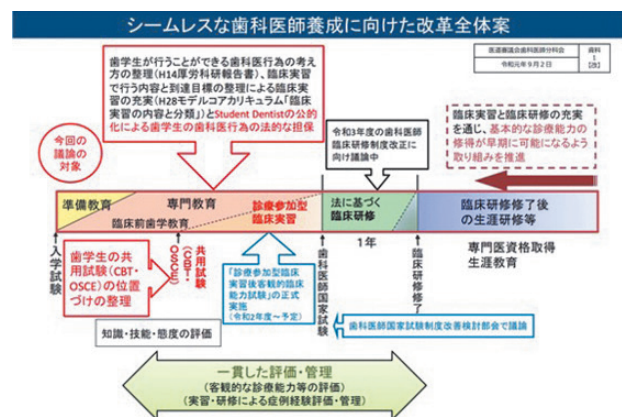 シームレスな歯科医師養成に向けた改革全体案
医道審議会歯科医師分科会
令和元年9月2日
資料
1
【改】
歯学生が行うことができる歯科医行為の考え
方の整理(H14厚労科研報告書)、臨床実習
で行う内容と到達目標の整理による臨床実
習の充実(H28モデルコアカリキュラム「臨床
実習の内容と分類」)とStudent Dentistの公的
化による歯学生の歯科医行為の法的な担保
今回の
議論の
対象
令和3年度の歯科医師
臨床研修制度改正に
向け議論中
臨床実習と臨床研修の充実
を通じ、基本的な診療能力の
修得が早期に可能になるよう
取り組みを推進
準備教育
専門教育
臨床前歯学教育
診療参加型
臨床実習
法に基づく
臨床研修
臨床研修修了後
の生涯研修等
1年
専門医資格取得
生涯教育
入学試験
歯学生の共
用試験(CBT・
OSCE)の位置
づけの整理
共用試験
(CBT・
OSCE)
「診療参加型臨床
実習後客観的臨床
能力試験」の正式
実施
(令和2年度~予定)
歯科医師国家試験
臨床研修修了
歯科医師国家試験制度改善検討部会で議論
知識・技能・態度の評価
一貫した評価・管理
(客観的な診療能力等の評価)
(実習・研修による症例経験評価・管理)